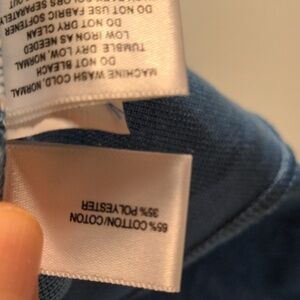 MACHINE WASH COLD, NORMAL
TUMBLE DRY LOW, NORMAL
DO NOT BLEACH
LOW IRON AS NEEDED
DO NOT DRY CLEAN
DO NOT USE FABRIC SOFTENER
SEPARATELY
65% COTTON/COTON
35% POLYESTER